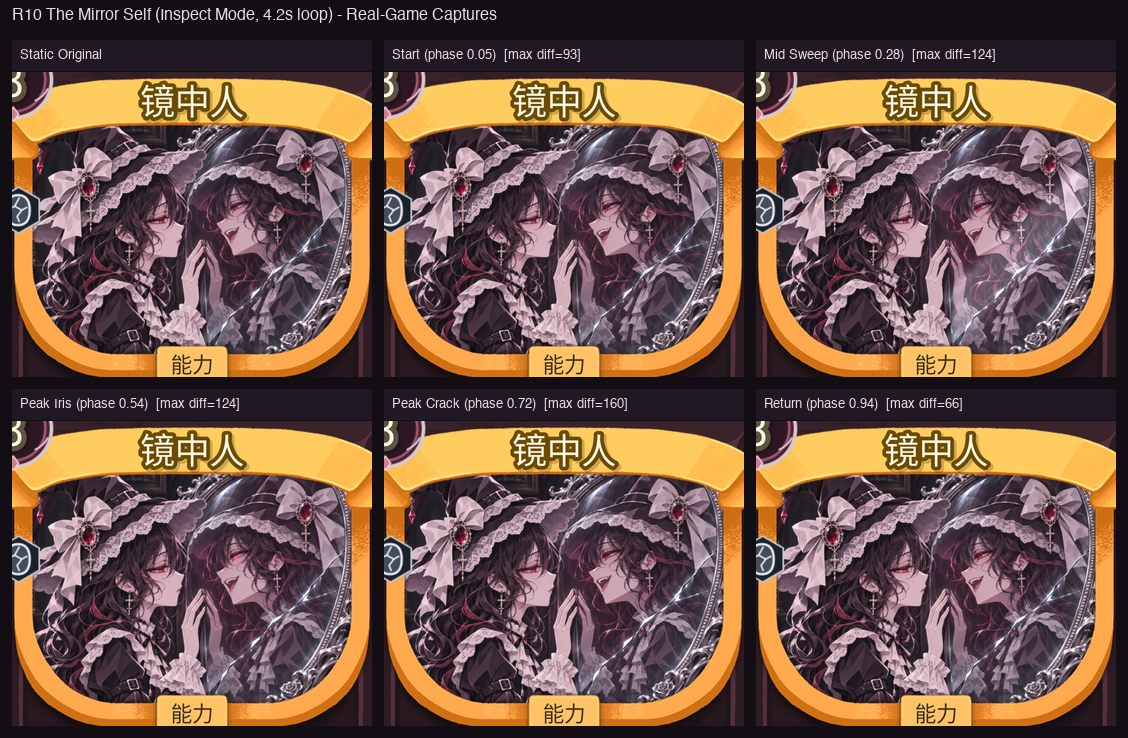 R10 The Mirror Self (Inspect Mode, 4.2s loop) - Real-Game Captures
Static Original
Start (phase 0.05) [max diff=93]
Mid Sweep (phase 0.28) [max diff=124]
镜中人
镜中人
镜中人
能力
能力
能力
Peak Iris (phase 0.54) [max diff=124]
Peak Crack (phase 0.72) [max diff=160]
Return (phase 0.94) [max diff=66]
镜中人
镜中人
镜中人
能力
能力
能力